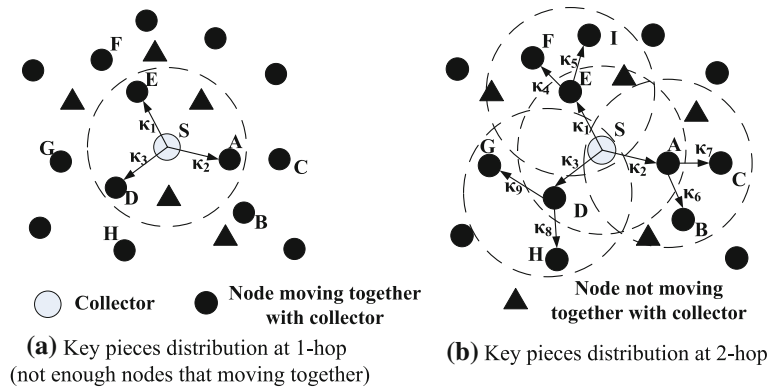 F
E
κ1
S
A
κ2
κ3
G
D
C
B
H
F
I
κ5
κ4
E
κ1
S
A
κ7
G
κ3
κ2
C
κ9
κ6
D
B
κ8
H
Collector
Node moving together
with collector
Node not moving
together with collector
(a) Key pieces distribution at 1-hop
(not enough nodes that moving together)
(b) Key pieces distribution at 2-hop